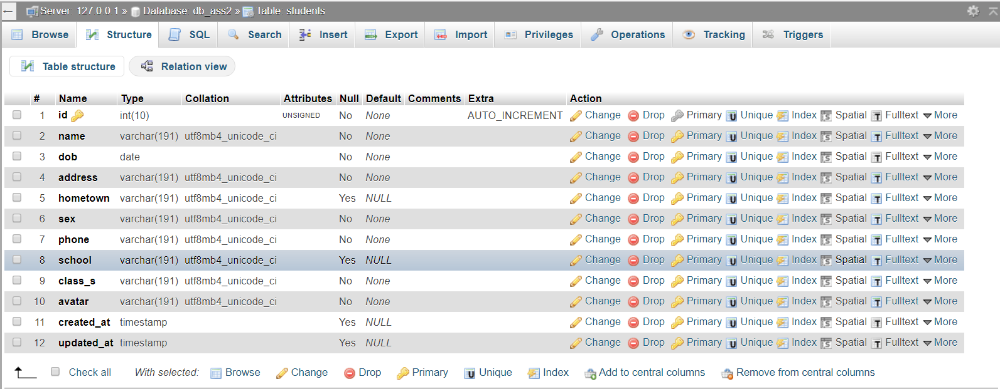 Server: 127.0.0.1 » Database: db_ass2 » Table: students
Browse Structure SQL Search Insert Export Import Privileges Operations Tracking Triggers
Table structure Relation view
# Name Type Collation Attributes Null Default Comments Extra Action
1 id int(10) UNSIGNED No None AUTO_INCREMENT Change Drop Primary Unique Index Spatial Fulltext More
2 name varchar(191) utf8mb4_unicode_ci No None Change Drop Primary Unique Index Spatial Fulltext More
3 dob date No None Change Drop Primary Unique Index Spatial Fulltext More
4 address varchar(191) utf8mb4_unicode_ci No None Change Drop Primary Unique Index Spatial Fulltext More
5 hometown varchar(191) utf8mb4_unicode_ci Yes NULL Change Drop Primary Unique Index Spatial Fulltext More
6 sex varchar(191) utf8mb4_unicode_ci No None Change Drop Primary Unique Index Spatial Fulltext More
7 phone varchar(191) utf8mb4_unicode_ci No None Change Drop Primary Unique Index Spatial Fulltext More
8 school varchar(191) utf8mb4_unicode_ci Yes NULL Change Drop Primary Unique Index Spatial Fulltext More
9 class_s varchar(191) utf8mb4_unicode_ci No None Change Drop Primary Unique Index Spatial Fulltext More
10 avatar varchar(191) utf8mb4_unicode_ci No None Change Drop Primary Unique Index Spatial Fulltext More
11 created_at timestamp Yes NULL Change Drop Primary Unique Index Spatial Fulltext More
12 updated_at timestamp Yes NULL Change Drop Primary Unique Index Spatial Fulltext More
Check all With selected: Browse Change Drop Primary Unique Index Add to central columns Remove from central columns